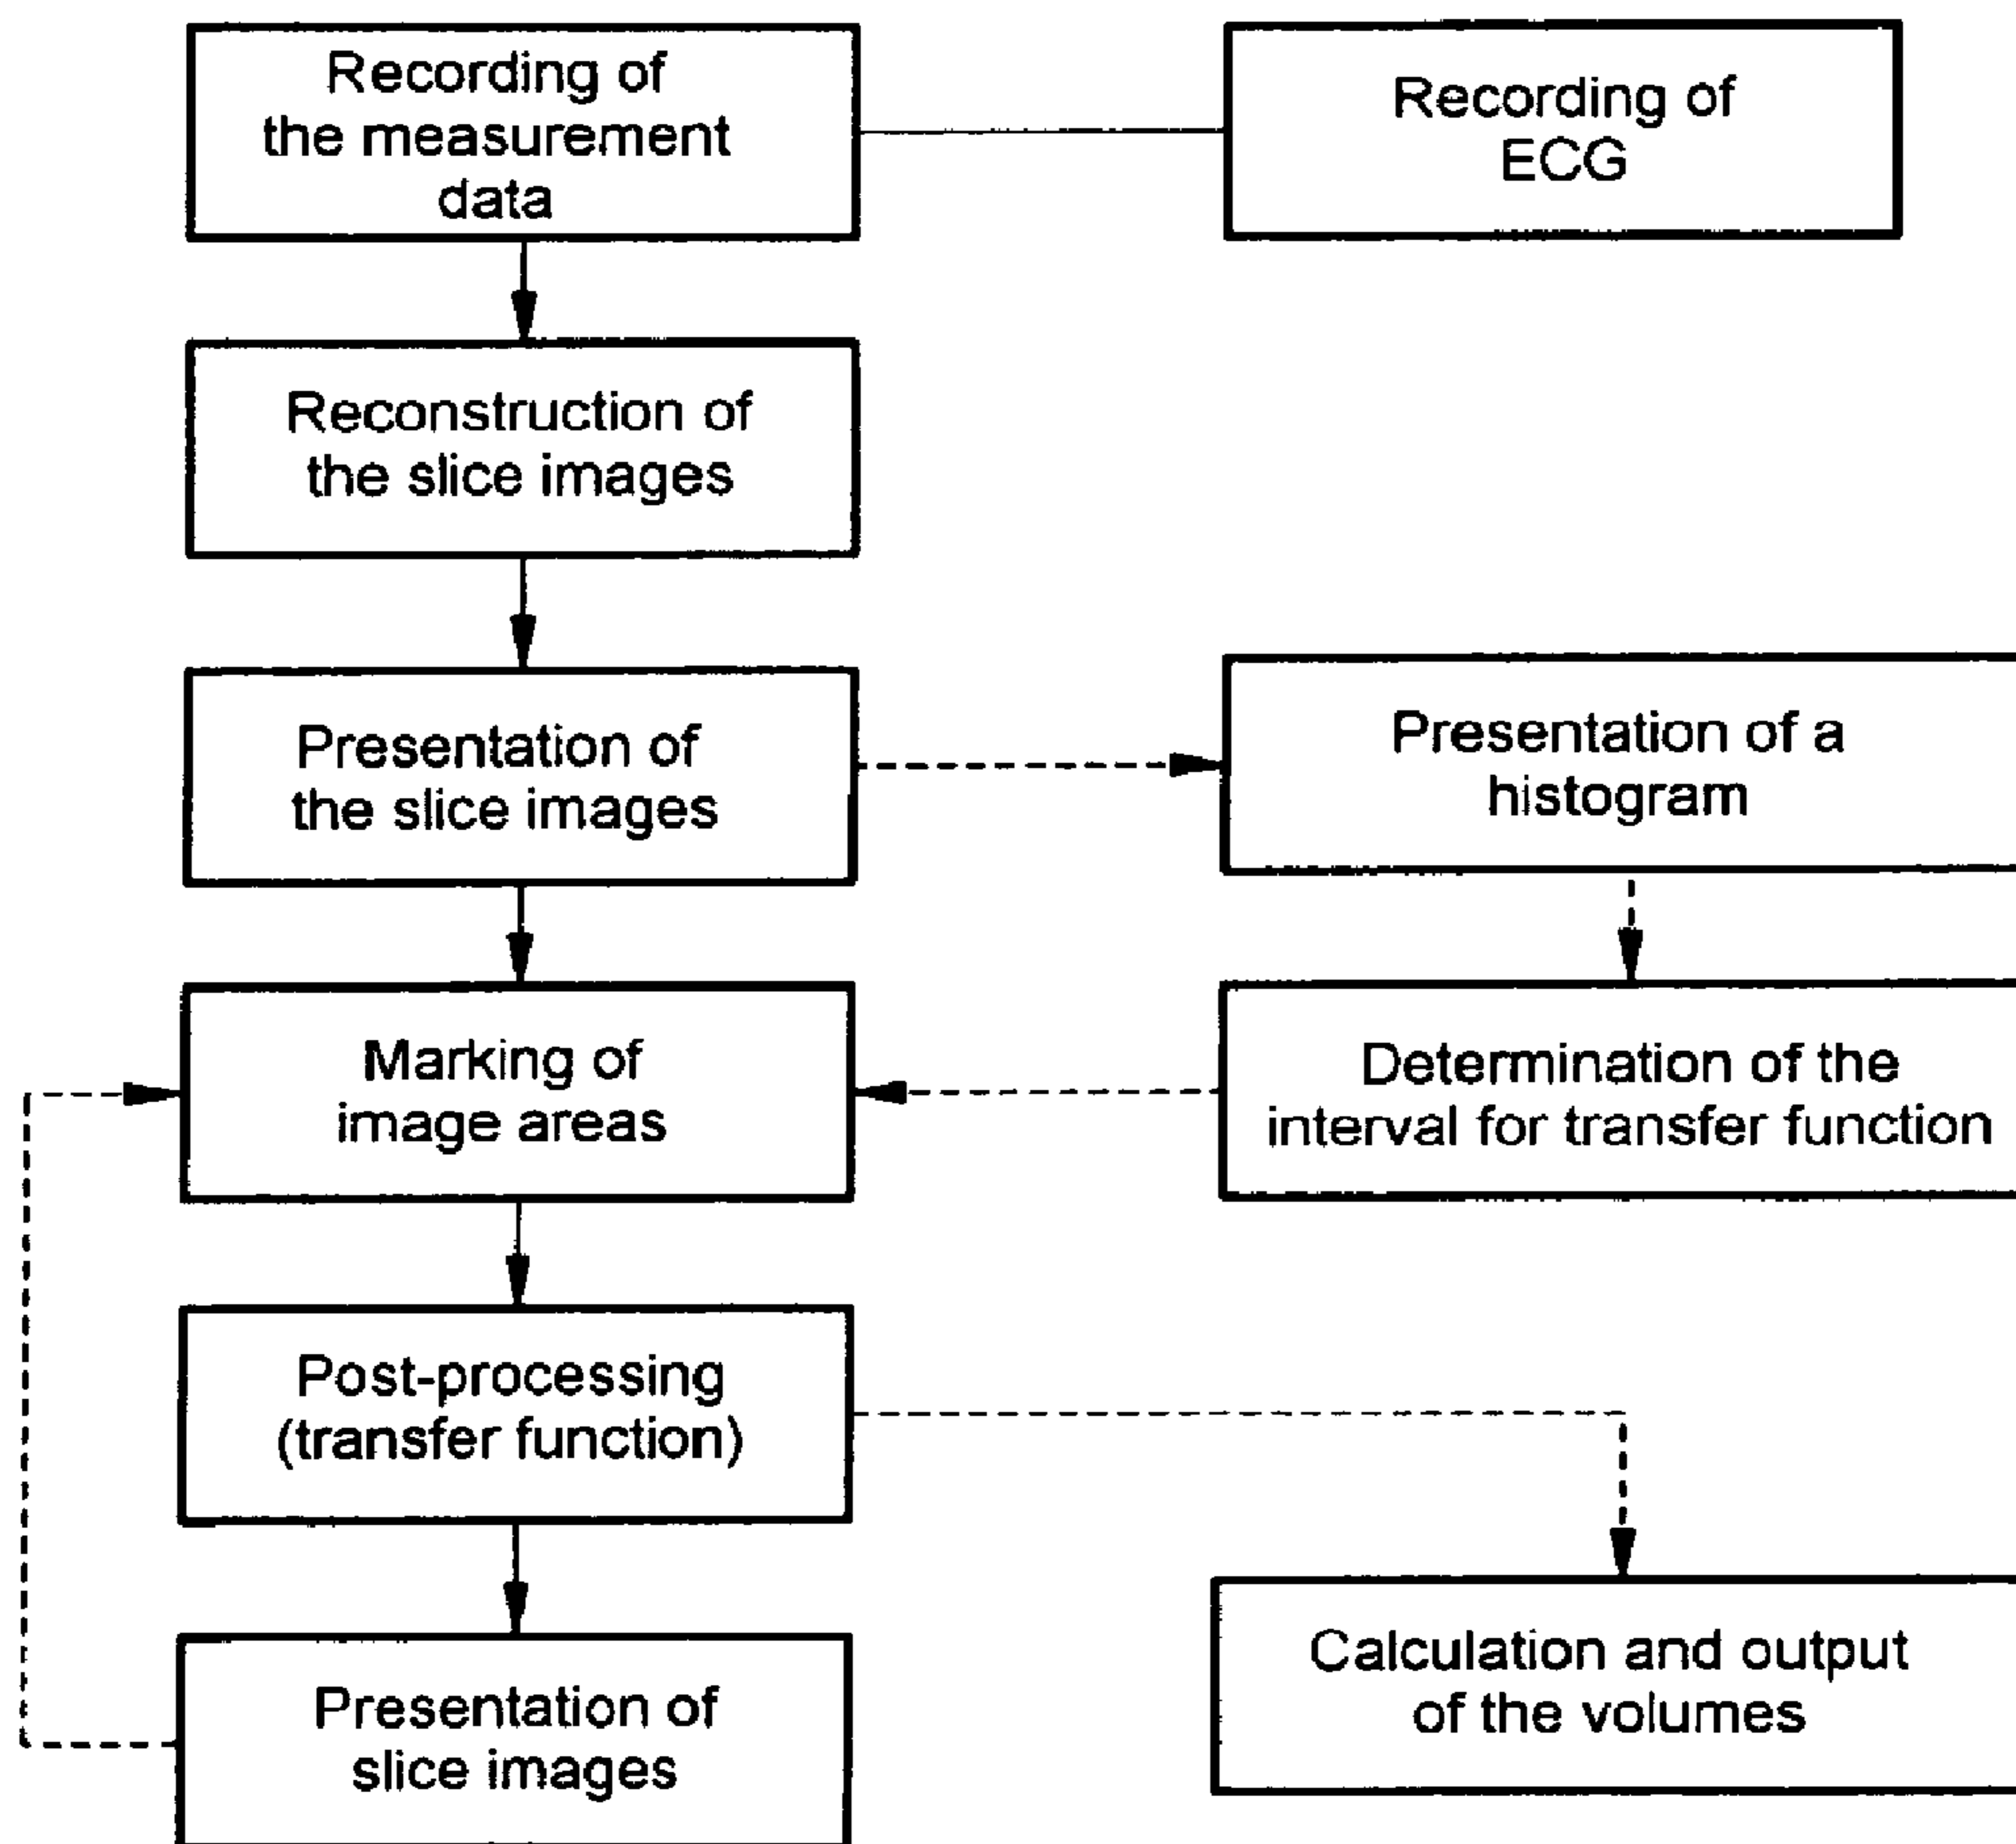 Recording of
the measurement
data
Recording of
ECG
Reconstruction of
the slice images
Presentation of
the slice images
Presentation of a
histogram
Marking of
image areas
Determination of the
interval for transfer function
Post-processing
(transfer function)
Presentation of
slice images
Calculation and output
of the volumes